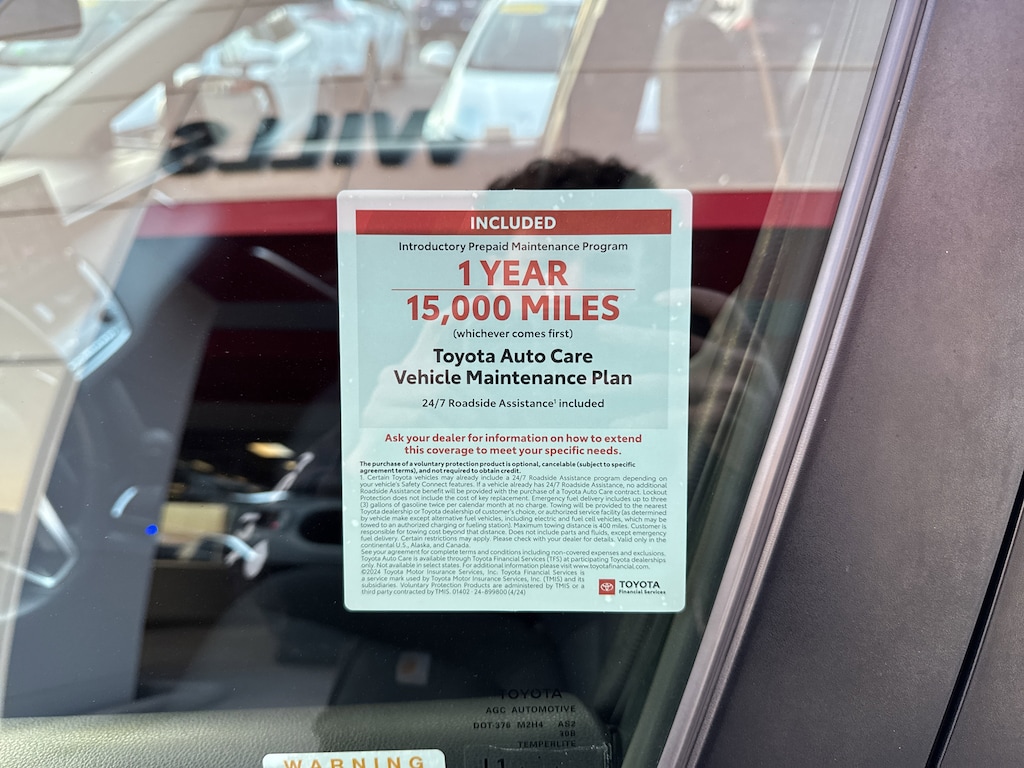 WILLs
INCLUDED
Introductory Prepaid Maintenance Program
1 YEAR
15,000 MILES
(whichever comes first)
Toyota Auto Care
Vehicle Maintenance Plan
24/7 Roadside Assistance¹ included
Ask your dealer for information on how to extend
this coverage to meet your specific needs.
The purchase of a voluntary protection product is optional, cancelable (subject to specific
agreement terms), and not required to obtain credit.
1. Certain Toyota vehicles may already include a 24/7 Roadside Assistance program depending on
your vehicle's Safety Connect features. If a vehicle already has 24/7 Roadside Assistance, no additional
Roadside Assistance benefit will be provided with the purchase of a Toyota Auto Care contract. Lockout
Protection does not include the cost of key replacement. Emergency fuel delivery includes up to three
(3) gallons of gasoline twice per calendar month at no charge. Towing will be provided to the nearest
Toyota dealership or Toyota dealership of customer's choice, or authorized service facility (as determined
by vehicle make except alternative fuel vehicles, including electric and fuel cell vehicles, which may be
towed to an authorized charging or fueling station). Maximum towing distance is 400 miles. Customer is
responsible for towing cost beyond that distance. Does not include parts and fluids, except emergency
fuel delivery. Certain restrictions may apply. Please check with your dealer for details. Valid only in the
continental U.S., Alaska, and Canada.
See your agreement for complete terms and conditions including non-covered expenses and exclusions.
Toyota Auto Care is available through Toyota Financial Services (TFS) at participating Toyota dealerships
only. Not available in select states. For additional information please visit www.toyotafinancial.com.
©2024 Toyota Motor Insurance Services, Inc. Toyota Financial Services is
a service mark used by Toyota Motor Insurance Services, Inc. (TMIS) and its
subsidiaries. Voluntary Protection Products are administered by TMIS or a
third party contracted by TMIS. 01402 · 24-899800 (4/24)
TOYOTA
Financial Services
TOYOTA
AGC AUTOMOTIVE
DOT-376 M2H4 AS2
30B
TEMPERLITE
L1
WARNING